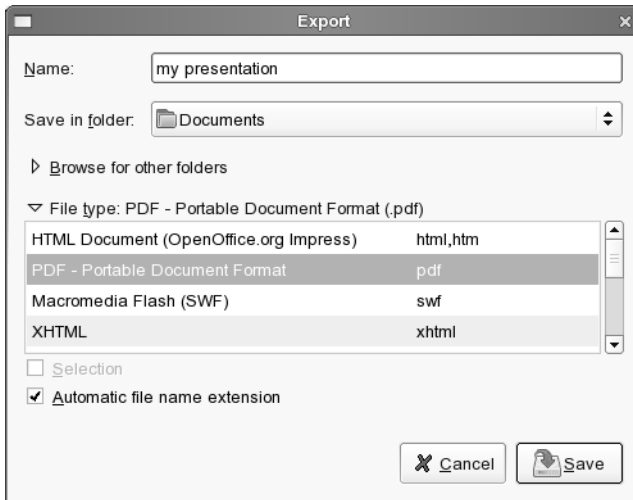 Export
Name: my presentation
Save in folder: Documents
Browse for other folders
File type: PDF - Portable Document Format (.pdf)
HTML Document (OpenOffice.org Impress) html,htm
PDF - Portable Document Format pdf
Macromedia Flash (SWF) swf
XHTML xhtml
Selection
Automatic file name extension
Cancel Save